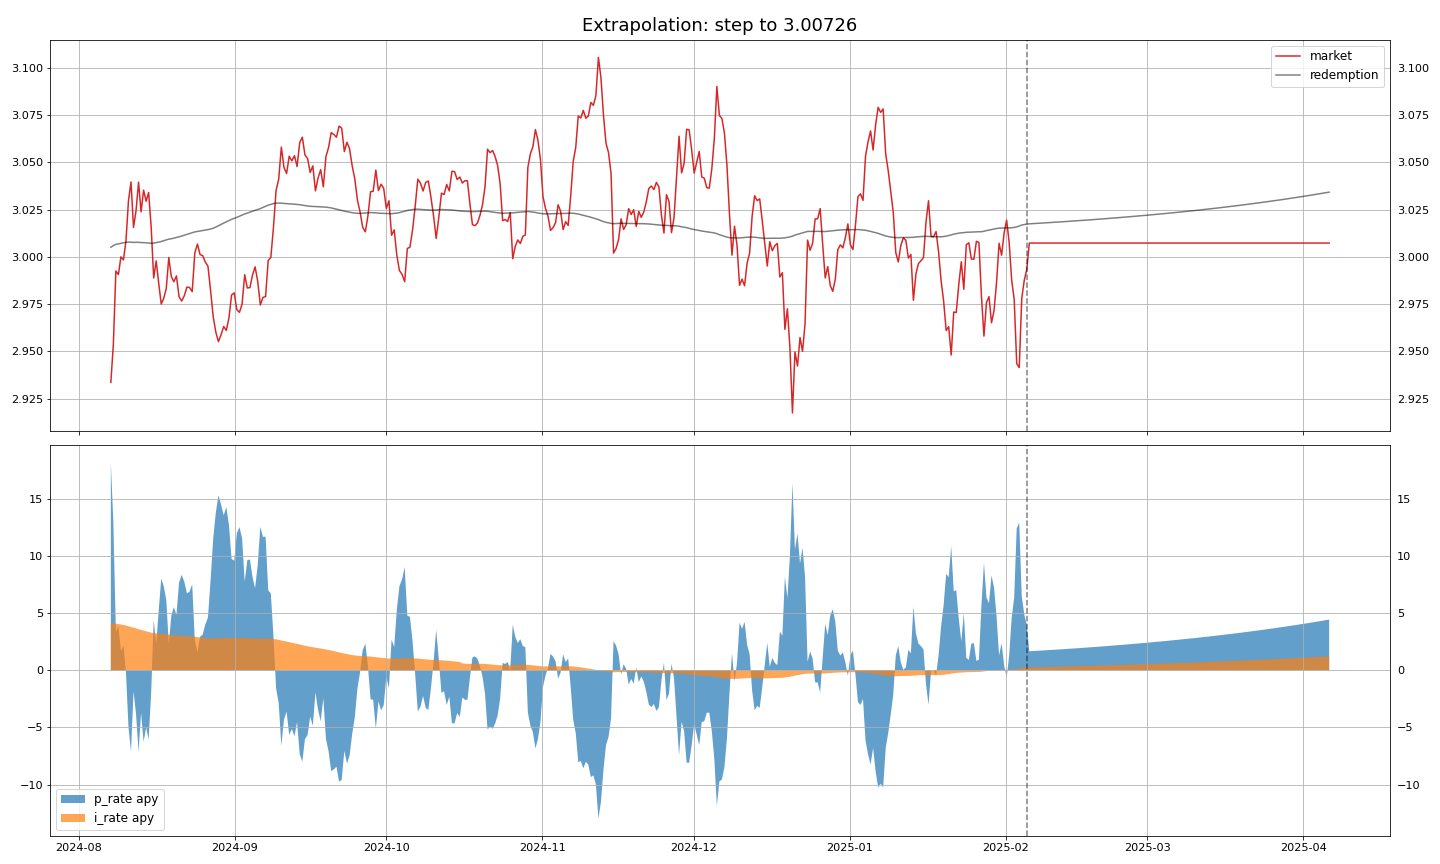 Extrapolation: step to 3.00726
market
redemption
3.100 3.100
3.075 3.075
3.050 3.050
3.025 3.025
3.000 3.000
2.975 2.975
2.950 2.950
2.925 2.925
15 15
10 10
5 5
0 0
−5 −5
−10 −10
p_rate apy
i_rate apy
2024-08 2024-09 2024-10 2024-11 2024-12 2025-01 2025-02 2025-03 2025-04